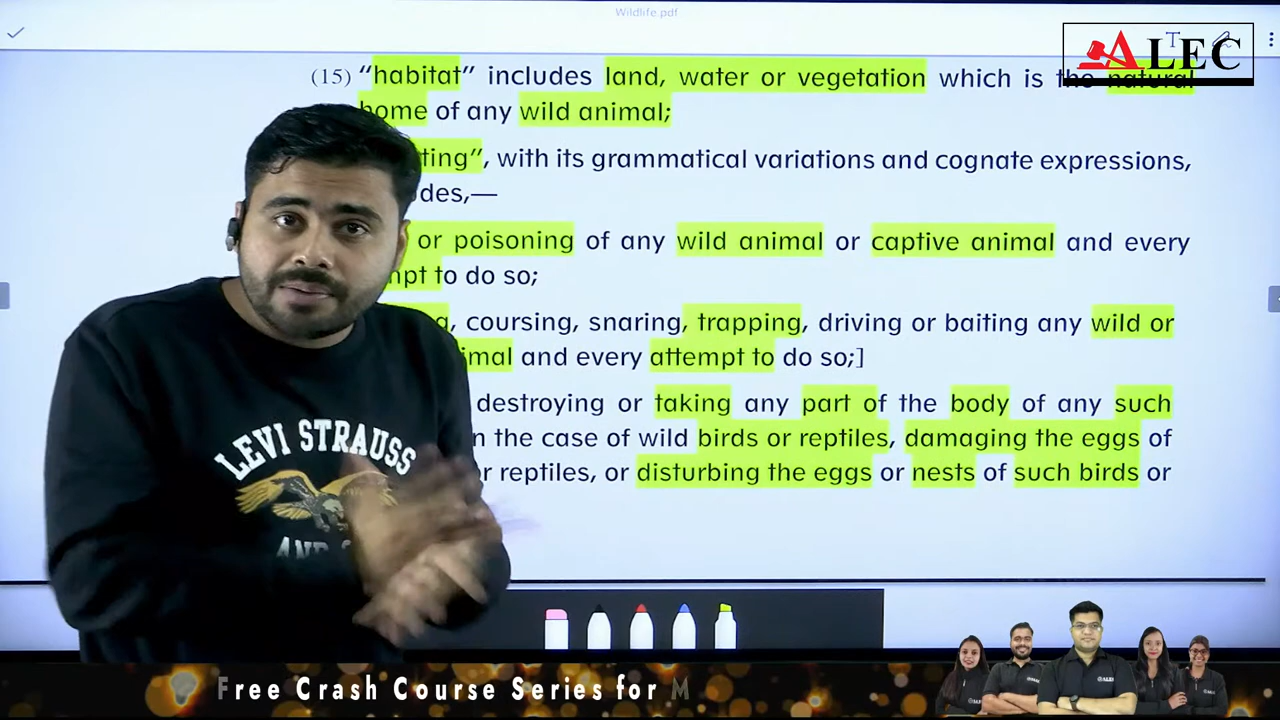 Wildlife.pdf
ALEC
(15) “habitat” includes land, water or vegetation which is the natural
home of any wild animal;
ting”, with its grammatical variations and cognate expressions,
des,—
or poisoning of any wild animal or captive animal and every
mpt to do so;
, coursing, snaring, trapping, driving or baiting any wild or
imal and every attempt to do so;]
destroying or taking any part of the body of any such
n the case of wild birds or reptiles, damaging the eggs of
or reptiles, or disturbing the eggs or nests of such birds or
LEVI STRAUSS
AND
Free Crash Course Series for M